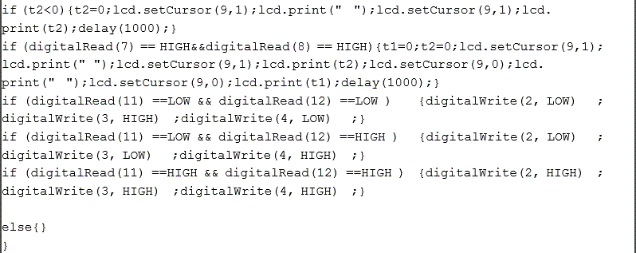 if (t2<0){t2=0;lcd.setCursor(9,1);lcd.print("  ");lcd.setCursor(9,1);lcd.
print(t2);delay(1000);}
if (digitalRead(7) == HIGH&&digitalRead(8) == HIGH){t1=0;t2=0;lcd.setCursor(9,1);
lcd.print(" ");lcd.setCursor(9,1);lcd.print(t2);lcd.setCursor(9,0);lcd.
print("  ");lcd.setCursor(9,0);lcd.print(t1);delay(1000);}
if (digitalRead(11) ==LOW && digitalRead(12) ==LOW )   {digitalWrite(2, LOW)   ;
digitalWrite(3, HIGH)  ;digitalWrite(4, LOW)   ;}
if (digitalRead(11) ==LOW && digitalRead(12) ==HIGH )  {digitalWrite(2, LOW)   ;
digitalWrite(3, LOW)   ;digitalWrite(4, HIGH)  ;}
if (digitalRead(11) ==HIGH && digitalRead(12) ==HIGH )  {digitalWrite(2, HIGH)  ;
digitalWrite(3, HIGH)  ;digitalWrite(4, HIGH)  ;}
else{}
}